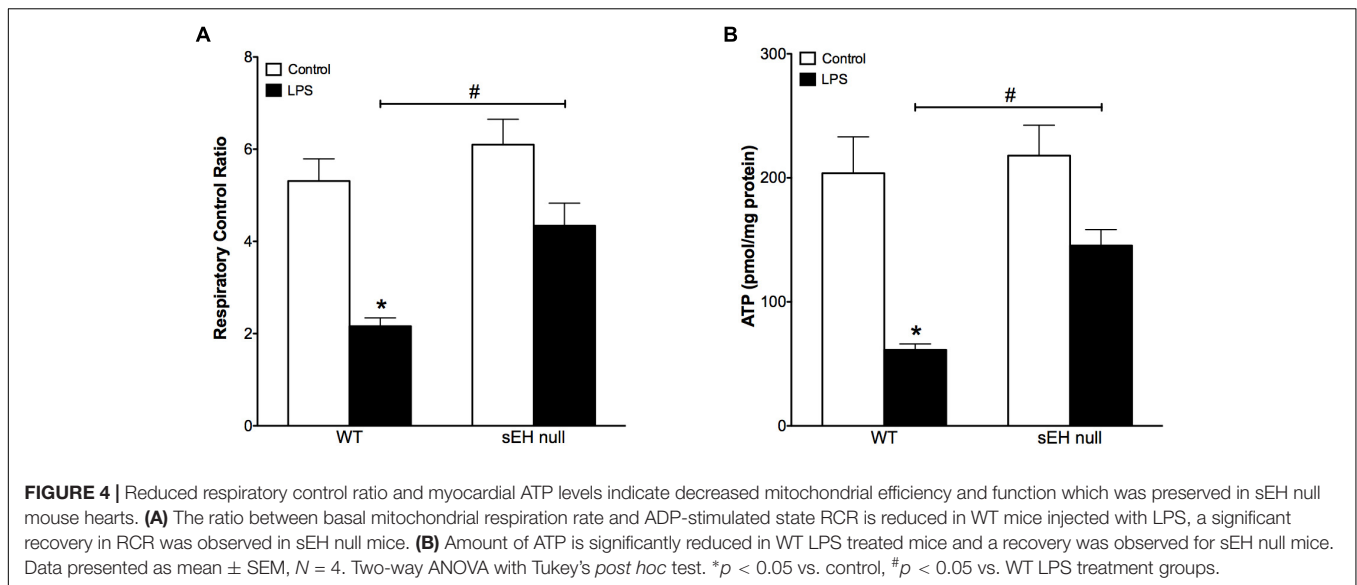 A
8
6
4
2
0
Respiratory Control Ratio
Control
LPS
#
*
WT
sEH null
B
300
200
100
0
ATP (pmol/mg protein)
Control
LPS
#
*
WT
sEH null
FIGURE 4 | Reduced respiratory control ratio and myocardial ATP levels indicate decreased mitochondrial efficiency and function which was preserved in sEH null
mouse hearts. (A) The ratio between basal mitochondrial respiration rate and ADP-stimulated state RCR is reduced in WT mice injected with LPS, a significant
recovery in RCR was observed in sEH null mice. (B) Amount of ATP is significantly reduced in WT LPS treated mice and a recovery was observed for sEH null mice.
Data presented as mean ± SEM, N = 4. Two-way ANOVA with Tukey's post hoc test. *p < 0.05 vs. control, #p < 0.05 vs. WT LPS treatment groups.